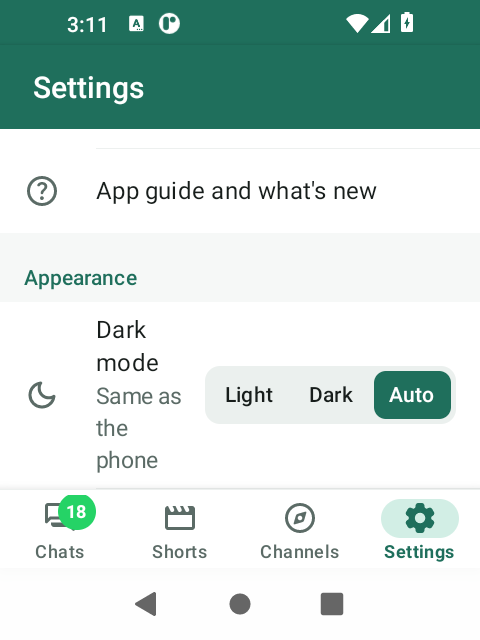 3:11
Settings
App guide and what's new
Appearance
Dark
mode
Same as
the
phone
Light Dark Auto
18
Chats Shorts Channels Settings